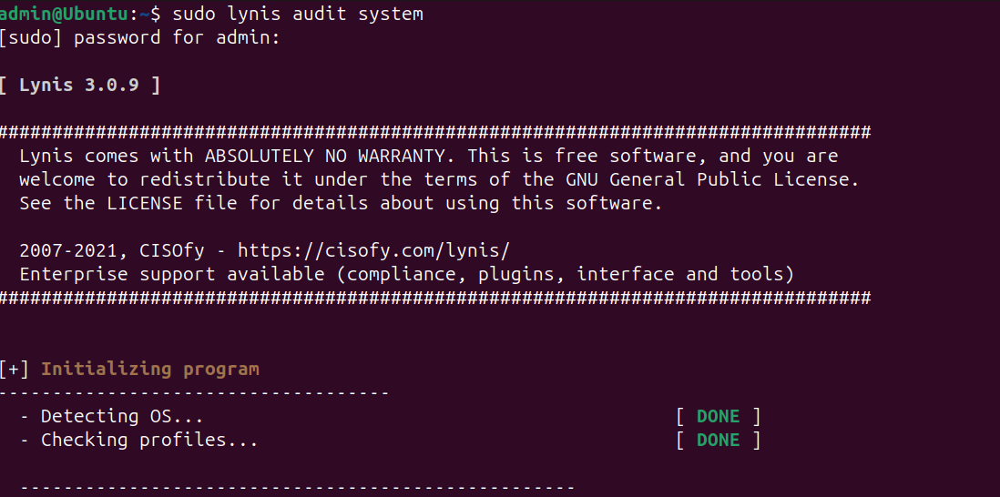 admin@Ubuntu:~$ sudo lynis audit system
[sudo] password for admin:
[ Lynis 3.0.9 ]
################################################################################
Lynis comes with ABSOLUTELY NO WARRANTY. This is free software, and you are
welcome to redistribute it under the terms of the GNU General Public License.
See the LICENSE file for details about using this software.
2007-2021, CISOfy - https://cisofy.com/lynis/
Enterprise support available (compliance, plugins, interface and tools)
################################################################################
[+] Initializing program
------------------------------------
- Detecting OS... [ DONE ]
- Checking profiles... [ DONE ]
---------------------------------------------------